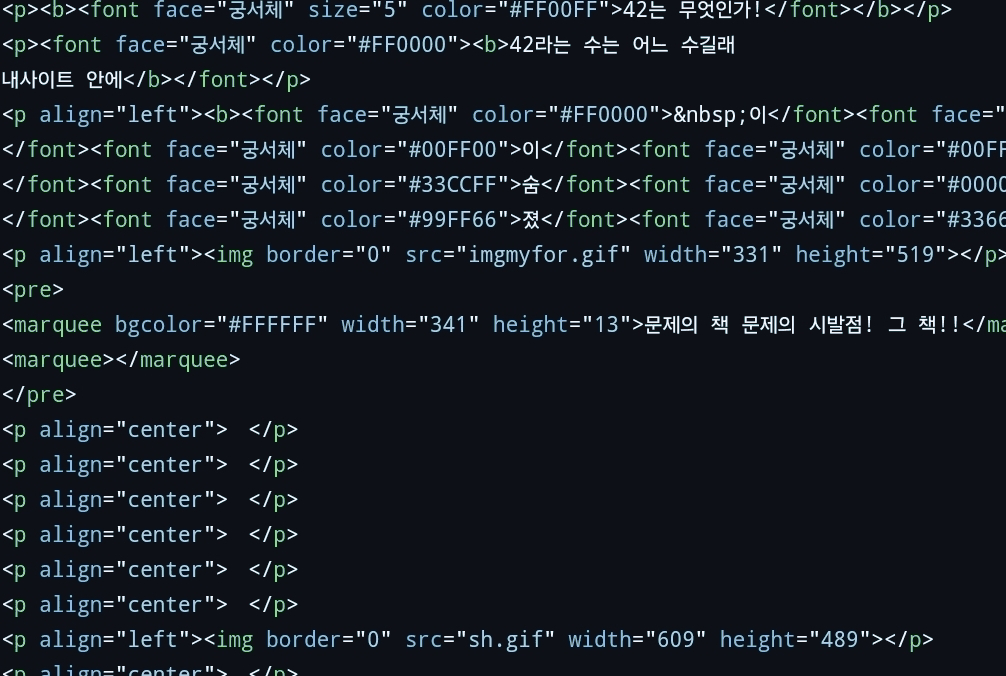 <p><b><font face="궁서체" size="5" color="#FF00FF">42는 무엇인가!</font></b></p>
<p><font face="궁서체" color="#FF0000"><b>42라는 수는 어느 수길래
내사이트 안에</b></font></p>
<p align="left"><b><font face="궁서체" color="#FF0000">&nbsp;이</font><font face="
</font><font face="궁서체" color="#00FF00">이</font><font face="궁서체" color="#00FF
</font><font face="궁서체" color="#33CCFF">숨</font><font face="궁서체" color="#0000
</font><font face="궁서체" color="#99FF66">졌</font><font face="궁서체" color="#3366
<p align="left"><img border="0" src="imgmyfor.gif" width="331" height="519"></p>
<pre>
<marquee bgcolor="#FFFFFF" width="341" height="13">문제의 책 문제의 시발점! 그 책!!</ma
<marquee></marquee>
</pre>
<p align="center"> </p>
<p align="center"> </p>
<p align="center"> </p>
<p align="center"> </p>
<p align="center"> </p>
<p align="center"> </p>
<p align="left"><img border="0" src="sh.gif" width="609" height="489"></p>
<p align="center"> </p>